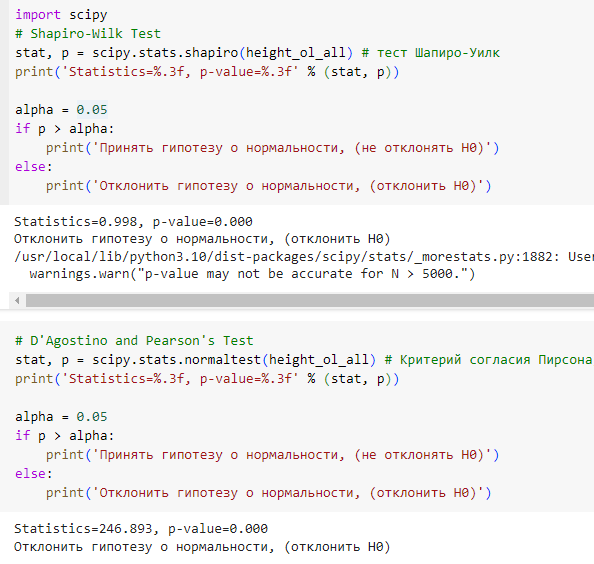 import scipy
# Shapiro-Wilk Test
stat, p = scipy.stats.shapiro(height_ol_all) # тест Шапиро-Уилк
print('Statistics=%.3f, p-value=%.3f' % (stat, p))
alpha = 0.05
if p > alpha:
    print('Принять гипотезу о нормальности, (не отклонять H0)')
else:
    print('Отклонить гипотезу о нормальности, (отклонить H0)')
Statistics=0.998, p-value=0.000
Отклонить гипотезу о нормальности, (отклонить H0)
/usr/local/lib/python3.10/dist-packages/scipy/stats/_morestats.py:1882: User
  warnings.warn("p-value may not be accurate for N > 5000.")
# D'Agostino and Pearson's Test
stat, p = scipy.stats.normaltest(height_ol_all) # Критерий согласия Пирсона
print('Statistics=%.3f, p-value=%.3f' % (stat, p))
alpha = 0.05
if p > alpha:
    print('Принять гипотезу о нормальности, (не отклонять H0)')
else:
    print('Отклонить гипотезу о нормальности, (отклонить H0)')
Statistics=246.893, p-value=0.000
Отклонить гипотезу о нормальности, (отклонить H0)